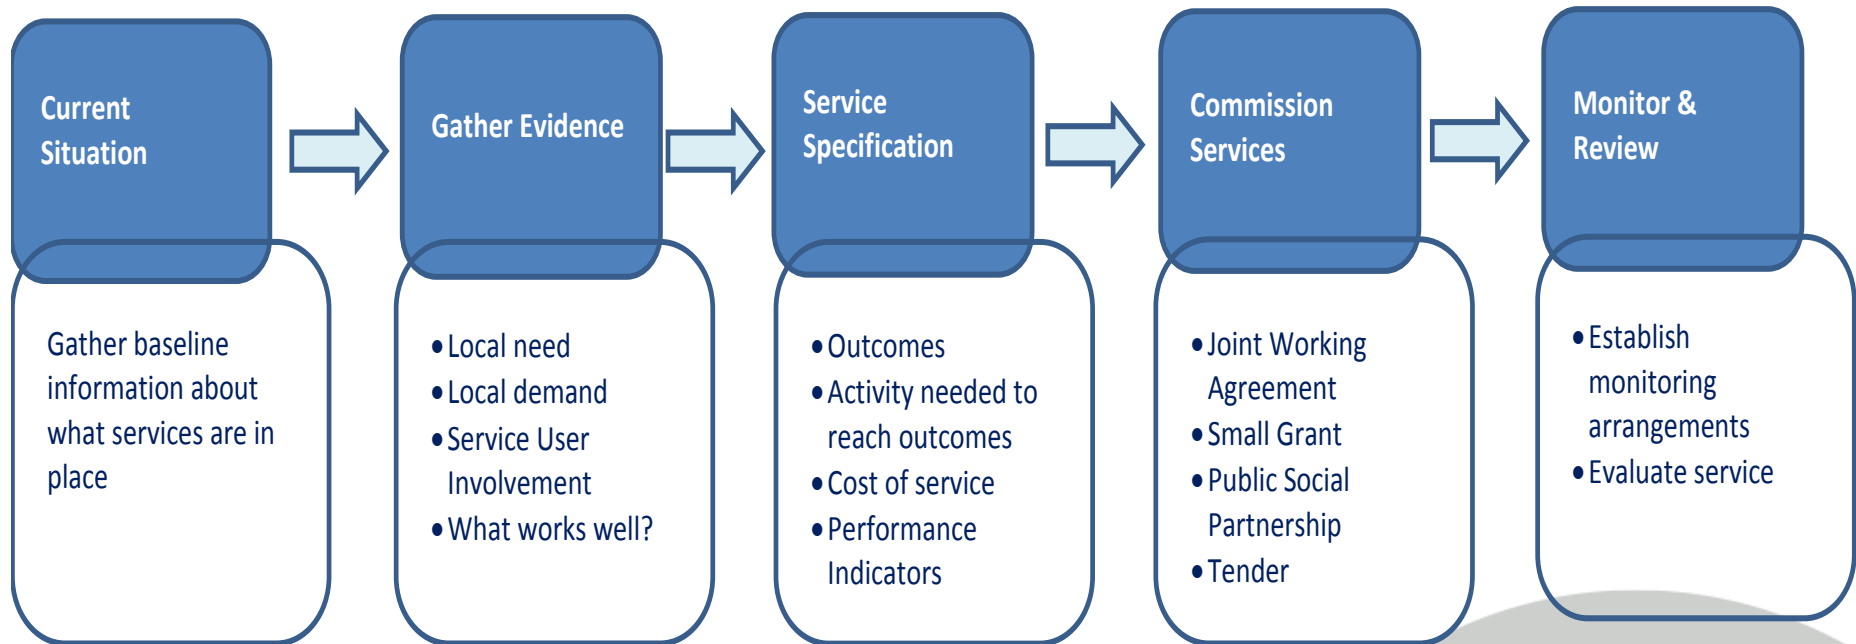 Current
Situation
Gather baseline
information about
what services are in
place
Gather Evidence
• Local need
• Local demand
• Service User
Involvement
• What works well?
Service
Specification
• Outcomes
• Activity needed to
reach outcomes
• Cost of service
• Performance
Indicators
Commission
Services
• Joint Working
Agreement
• Small Grant
• Public Social
Partnership
• Tender
Monitor &
Review
• Establish
monitoring
arrangements
• Evaluate service